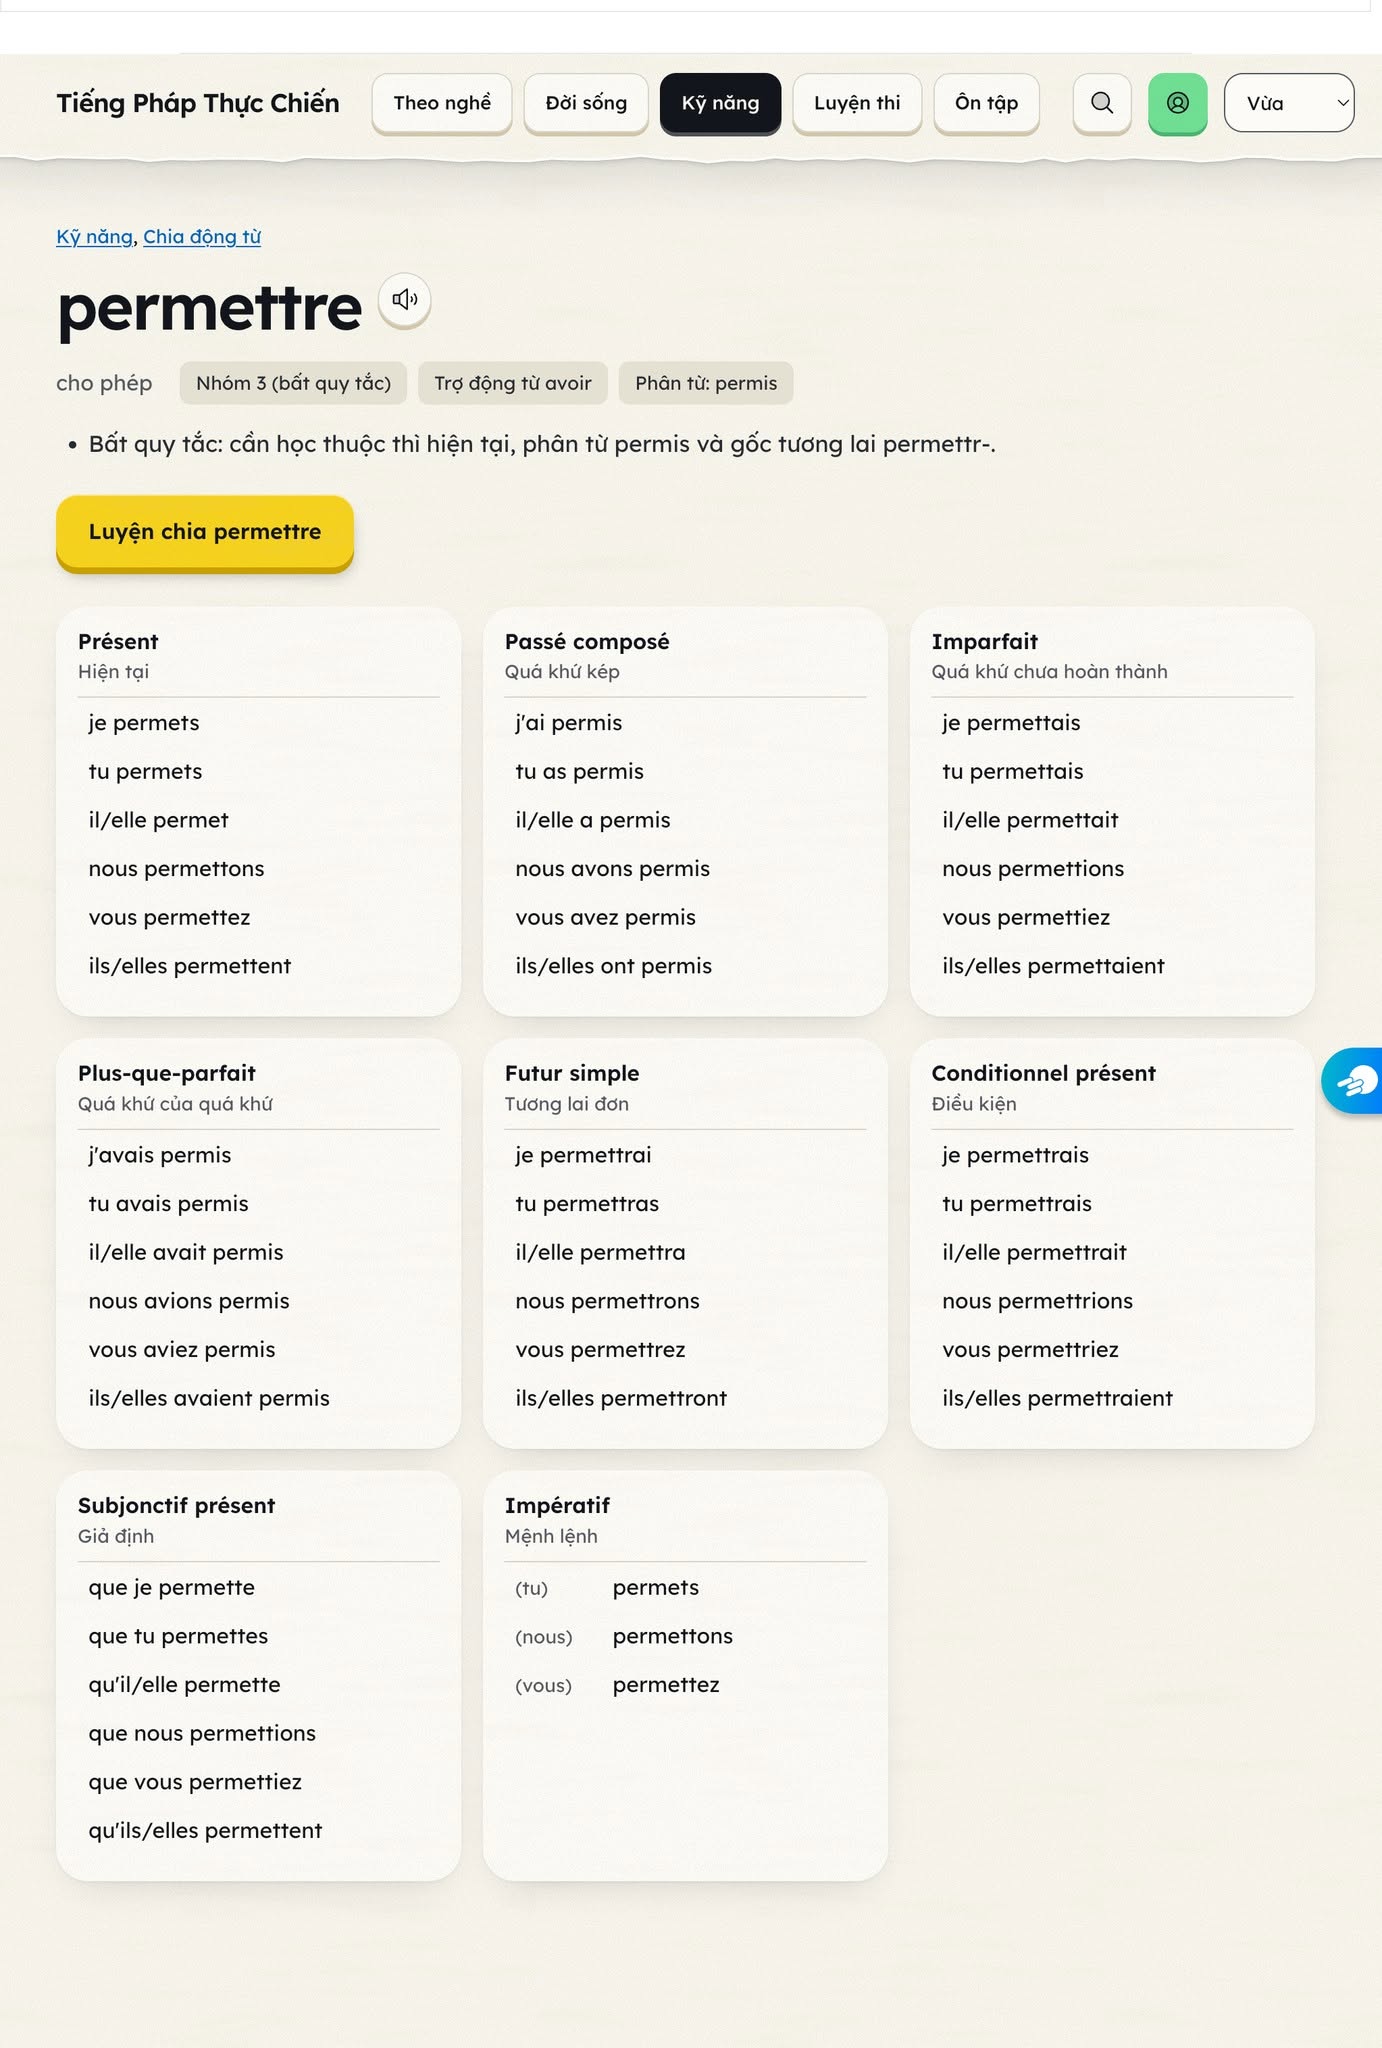 Tiếng Pháp Thực Chiến
Theo nghề
Đời sống
Kỹ năng
Luyện thi
Ôn tập
Vừa
Kỹ năng, Chia động từ
permettre
cho phép
Nhóm 3 (bất quy tắc)
Trợ động từ avoir
Phân từ: permis
• Bất quy tắc: cần học thuộc thì hiện tại, phân từ permis và gốc tương lai permettr-.
Luyện chia permettre
Présent
Hiện tại
je permets
tu permets
il/elle permet
nous permettons
vous permettez
ils/elles permettent
Passé composé
Quá khứ kép
j'ai permis
tu as permis
il/elle a permis
nous avons permis
vous avez permis
ils/elles ont permis
Imparfait
Quá khứ chưa hoàn thành
je permettais
tu permettais
il/elle permettait
nous permettions
vous permettiez
ils/elles permettaient
Plus-que-parfait
Quá khứ của quá khứ
j'avais permis
tu avais permis
il/elle avait permis
nous avions permis
vous aviez permis
ils/elles avaient permis
Futur simple
Tương lai đơn
je permettrai
tu permettras
il/elle permettra
nous permettrons
vous permettrez
ils/elles permettront
Conditionnel présent
Điều kiện
je permettrais
tu permettrais
il/elle permettrait
nous permettrions
vous permettriez
ils/elles permettraient
Subjonctif présent
Giả định
que je permette
que tu permettes
qu'il/elle permette
que nous permettions
que vous permettiez
qu'ils/elles permettent
Impératif
Mệnh lệnh
(tu) permets
(nous) permettons
(vous) permettez